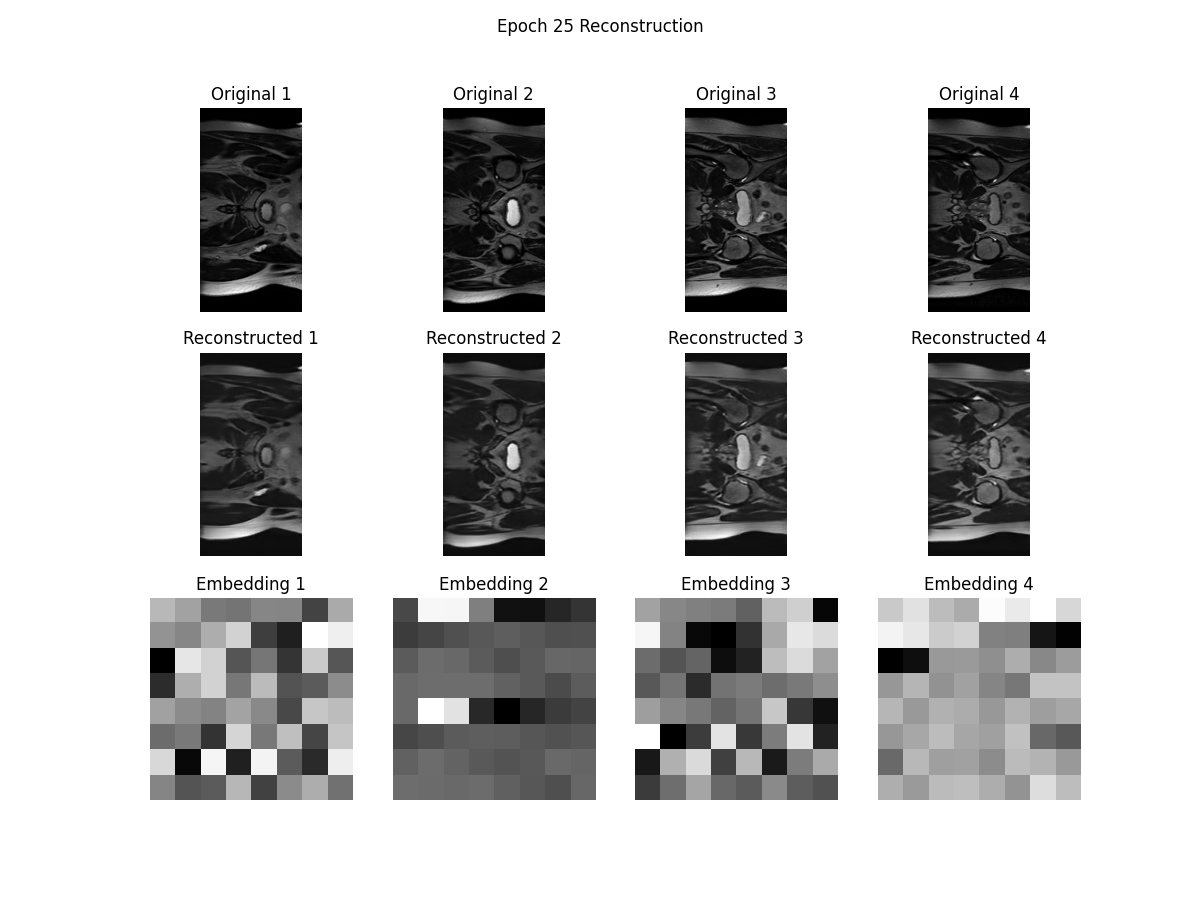 Epoch 25 Reconstruction
Original 1
Original 2
Original 3
Original 4
Reconstructed 1
Reconstructed 2
Reconstructed 3
Reconstructed 4
Embedding 1
Embedding 2
Embedding 3
Embedding 4